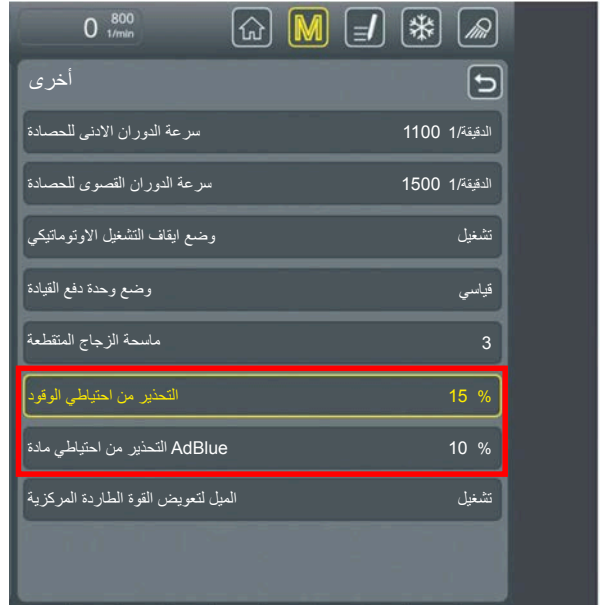 0 800 1/min
M
أخرى
سرعة الدوران الادنى للحصادة 1100 الدقيقة/1
سرعة الدوران القصوى للحصادة 1500 الدقيقة/1
وضع ايقاف التشغيل الاوتوماتيكي تشغيل
وضع وحدة دفع القيادة قياسي
ماسحة الزجاج المتقطعة 3
التحذير من احتياطي الوقود 15 %
التحذير من احتياطي مادة AdBlue 10 %
الميل لتعويض القوة الطاردة المركزية تشغيل